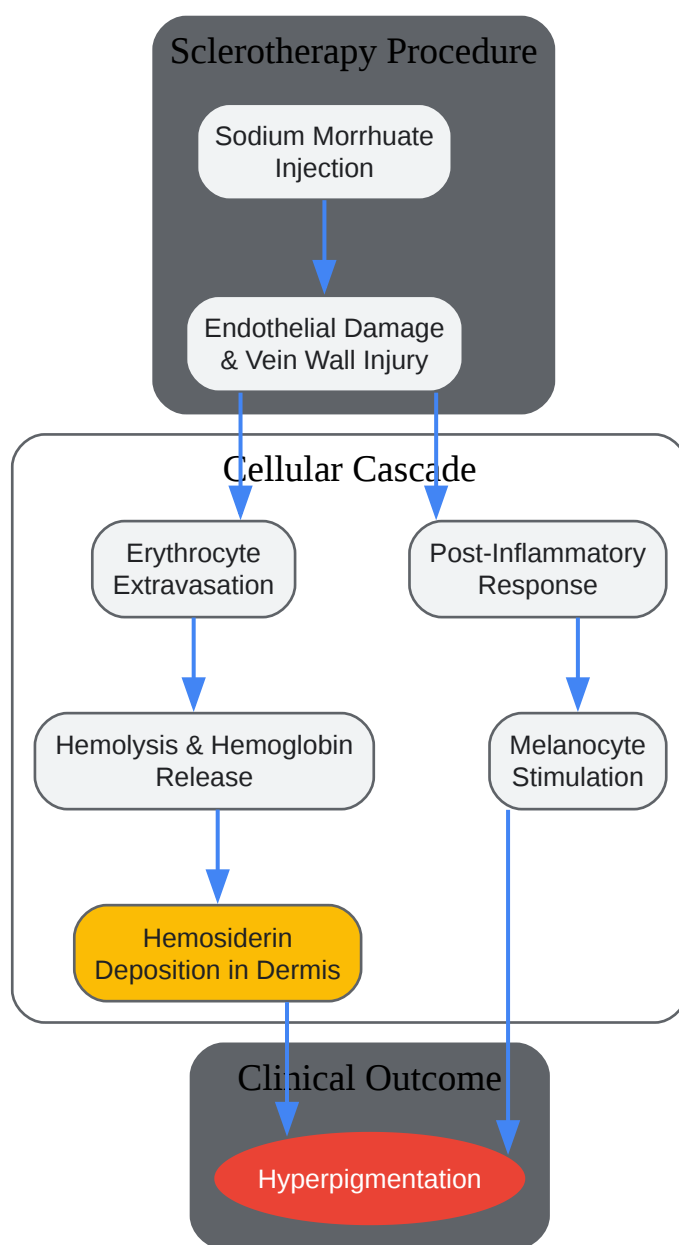 Sclerotherapy Procedure
Sodium Morrhuate
Injection
Endothelial Damage
& Vein Wall Injury
Cellular Cascade
Erythrocyte
Extravasation
Post-Inflammatory
Response
Hemolysis & Hemoglobin
Release
Melanocyte
Stimulation
Hemosiderin
Deposition in Dermis
Clinical Outcome
Hyperpigmentation